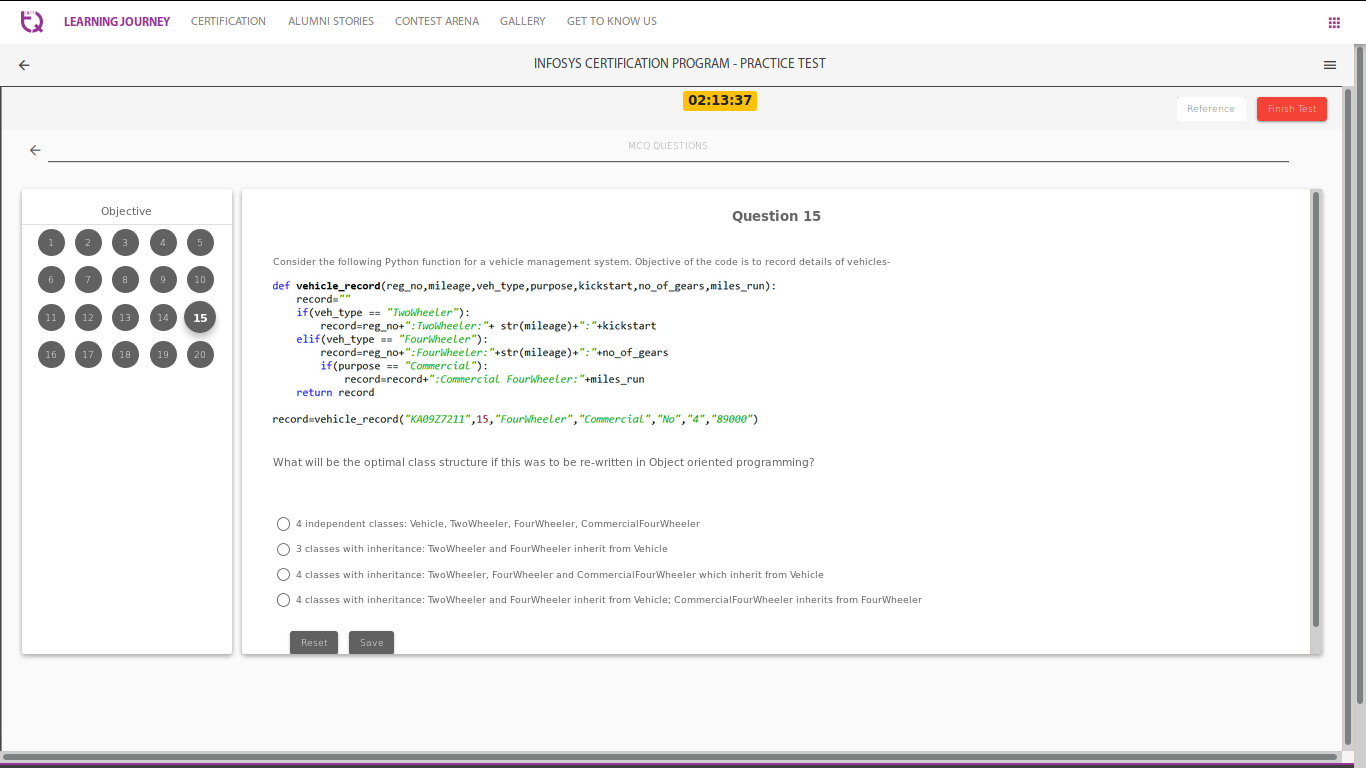 LEARNING JOURNEY CERTIFICATION ALUMNI STORIES CONTEST ARENA GALLERY GET TO KNOW US
INFOSYS CERTIFICATION PROGRAM - PRACTICE TEST
02:13:37
Reference Finish Test
MCQ QUESTIONS
Objective
1 2 3 4 5
6 7 8 9 10
11 12 13 14 15
16 17 18 19 20
Question 15
Consider the following Python function for a vehicle management system. Objective of the code is to record details of vehicles-
def vehicle_record(reg_no,mileage,veh_type,purpose,kickstart,no_of_gears,miles_run):
    record=""
    if(veh_type == "TwoWheeler"):
        record=reg_no+":TwoWheeler:"+ str(mileage)+":"+kickstart
    elif(veh_type == "FourWheeler"):
        record=reg_no+":FourWheeler:"+str(mileage)+":"+no_of_gears
        if(purpose == "Commercial"):
            record=record+":Commercial FourWheeler:"+miles_run
    return record
record=vehicle_record("KA09Z7211",15,"FourWheeler","Commercial","No","4","89000")
What will be the optimal class structure if this was to be re-written in Object oriented programming?
4 independent classes: Vehicle, TwoWheeler, FourWheeler, CommercialFourWheeler
3 classes with inheritance: TwoWheeler and FourWheeler inherit from Vehicle
4 classes with inheritance: TwoWheeler, FourWheeler and CommercialFourWheeler which inherit from Vehicle
4 classes with inheritance: TwoWheeler and FourWheeler inherit from Vehicle; CommercialFourWheeler inherits from FourWheeler
Reset Save